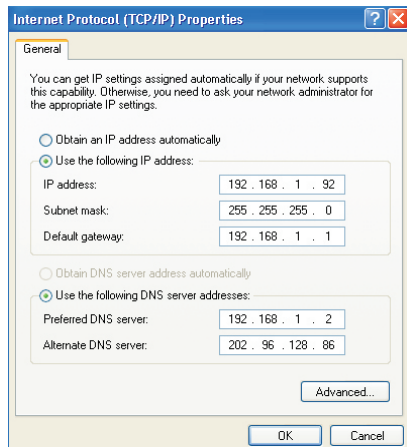 Internet Protocol (TCP/IP) Properties
General
You can get IP settings assigned automatically if your network supports
this capability. Otherwise, you need to ask your network administrator for
the appropriate IP settings.
Obtain an IP address automatically
Use the following IP address:
IP address: 192 . 168 . 1 . 92
Subnet mask: 255 . 255 . 255 . 0
Default gateway: 192 . 168 . 1 . 1
Obtain DNS server address automatically
Use the following DNS server addresses:
Preferred DNS server: 192 . 168 . 1 . 2
Alternate DNS server: 202 . 96 . 128 . 86
Advanced...
OK Cancel